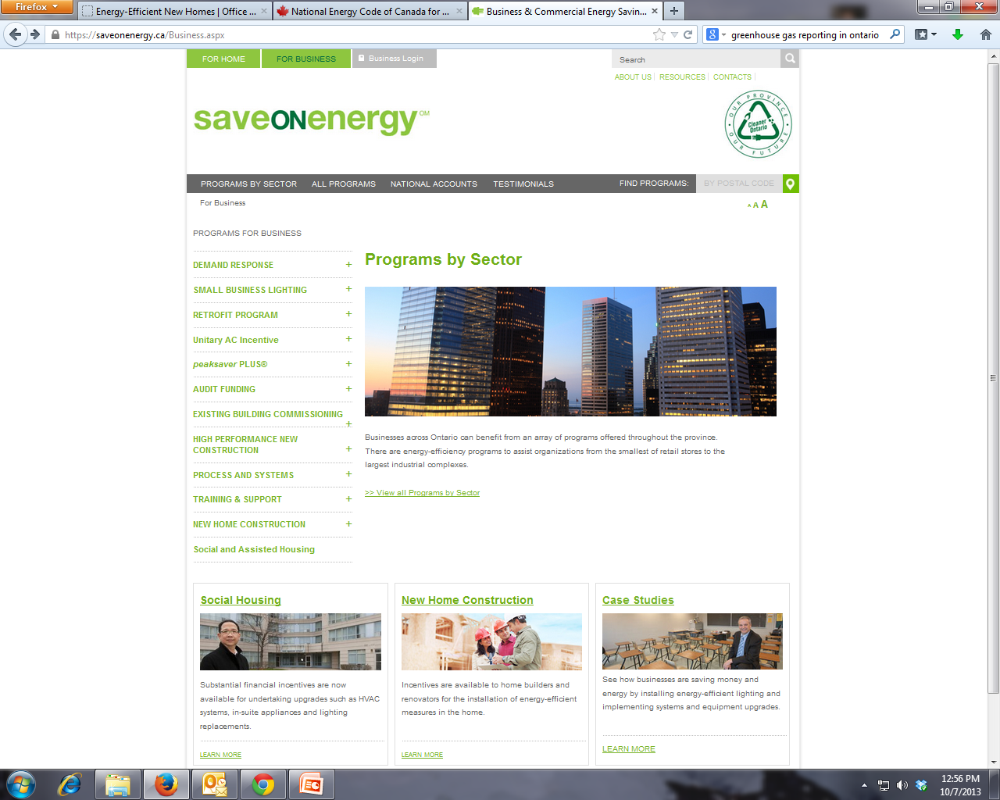 Firefox
Energy-Efficient New Homes | Office ...
National Energy Code of Canada for ...
Business & Commercial Energy Savin...
https://saveonenergy.ca/Business.aspx
greenhouse gas reporting in ontario
FOR HOME
FOR BUSINESS
Business Login
Search
ABOUT US
RESOURCES
CONTACTS
saveONenergy OM
OUR PROVINCE
Cleaner Ontario
OUR FUTURE
PROGRAMS BY SECTOR
ALL PROGRAMS
NATIONAL ACCOUNTS
TESTIMONIALS
FIND PROGRAMS:
BY POSTAL CODE
For Business
A A A
PROGRAMS FOR BUSINESS
DEMAND RESPONSE +
SMALL BUSINESS LIGHTING +
RETROFIT PROGRAM +
Unitary AC Incentive +
peaksaver PLUS® +
AUDIT FUNDING +
EXISTING BUILDING COMMISSIONING +
HIGH PERFORMANCE NEW
CONSTRUCTION +
PROCESS AND SYSTEMS +
TRAINING & SUPPORT +
NEW HOME CONSTRUCTION +
Social and Assisted Housing
Programs by Sector
Businesses across Ontario can benefit from an array of programs offered throughout the province.
There are energy-efficiency programs to assist organizations from the smallest of retail stores to the
largest industrial complexes.
>> View all Programs by Sector
Social Housing
Substantial financial incentives are now
available for undertaking upgrades such as HVAC
systems, in-suite appliances and lighting
replacements.
LEARN MORE
New Home Construction
Incentives are available to home builders and
renovators for the installation of energy-efficient
measures in the home.
LEARN MORE
Case Studies
See how businesses are saving money and
energy by installing energy-efficient lighting and
implementing systems and equipment upgrades.
LEARN MORE
12:56 PM
10/7/2013